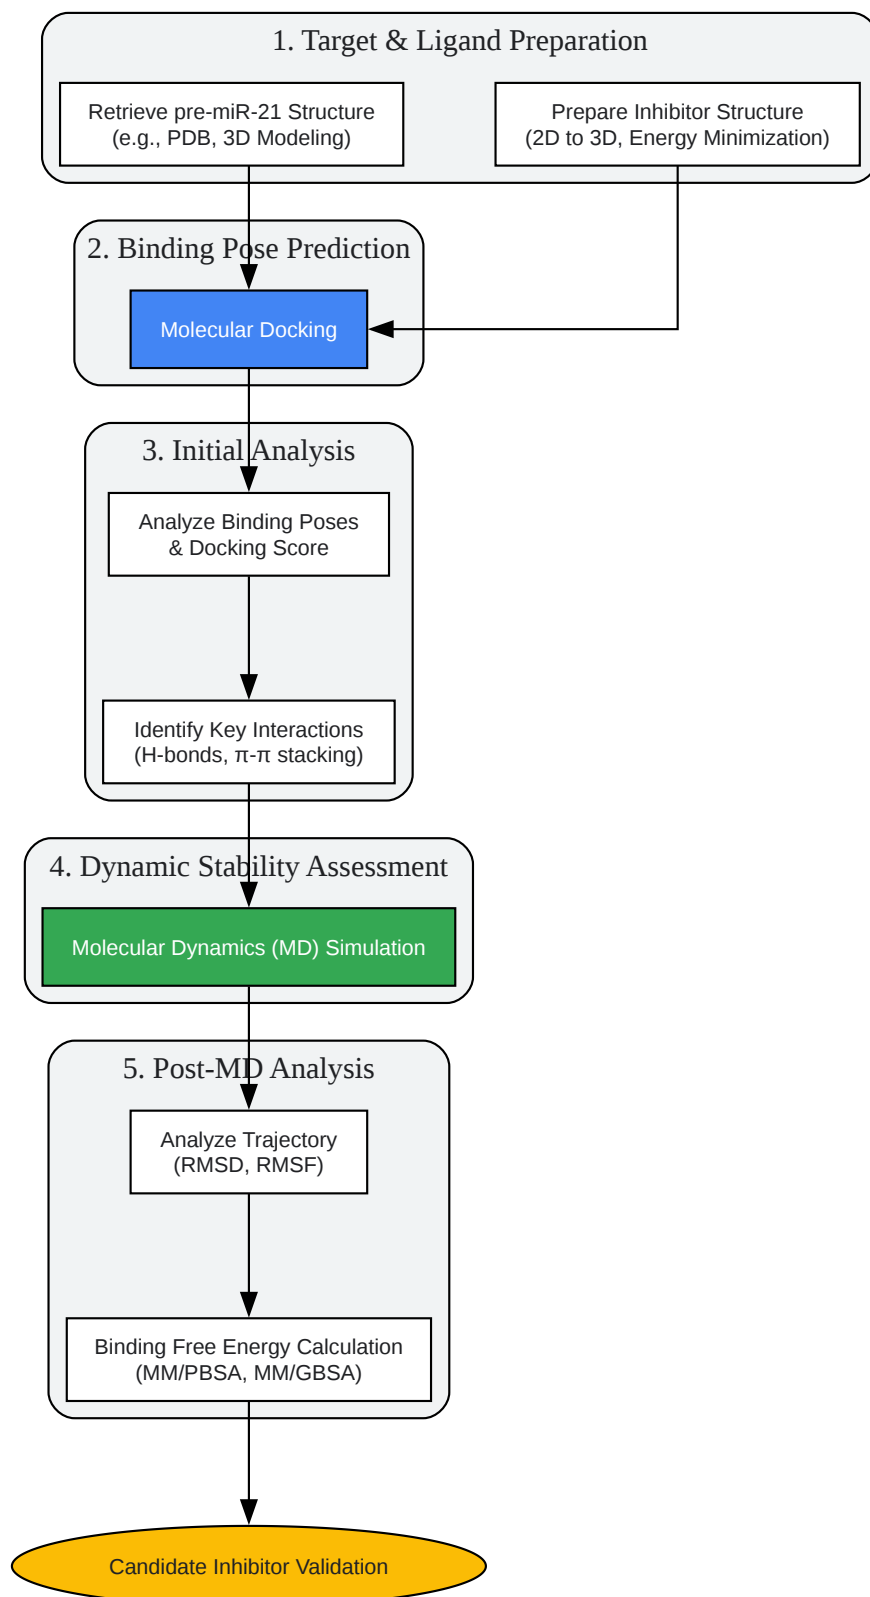 1. Target & Ligand Preparation
Retrieve pre-miR-21 Structure
(e.g., PDB, 3D Modeling)
Prepare Inhibitor Structure
(2D to 3D, Energy Minimization)
2. Binding Pose Prediction
Molecular Docking
3. Initial Analysis
Analyze Binding Poses
& Docking Score
Identify Key Interactions
(H-bonds, π-π stacking)
4. Dynamic Stability Assessment
Molecular Dynamics (MD) Simulation
5. Post-MD Analysis
Analyze Trajectory
(RMSD, RMSF)
Binding Free Energy Calculation
(MM/PBSA, MM/GBSA)
Candidate Inhibitor Validation